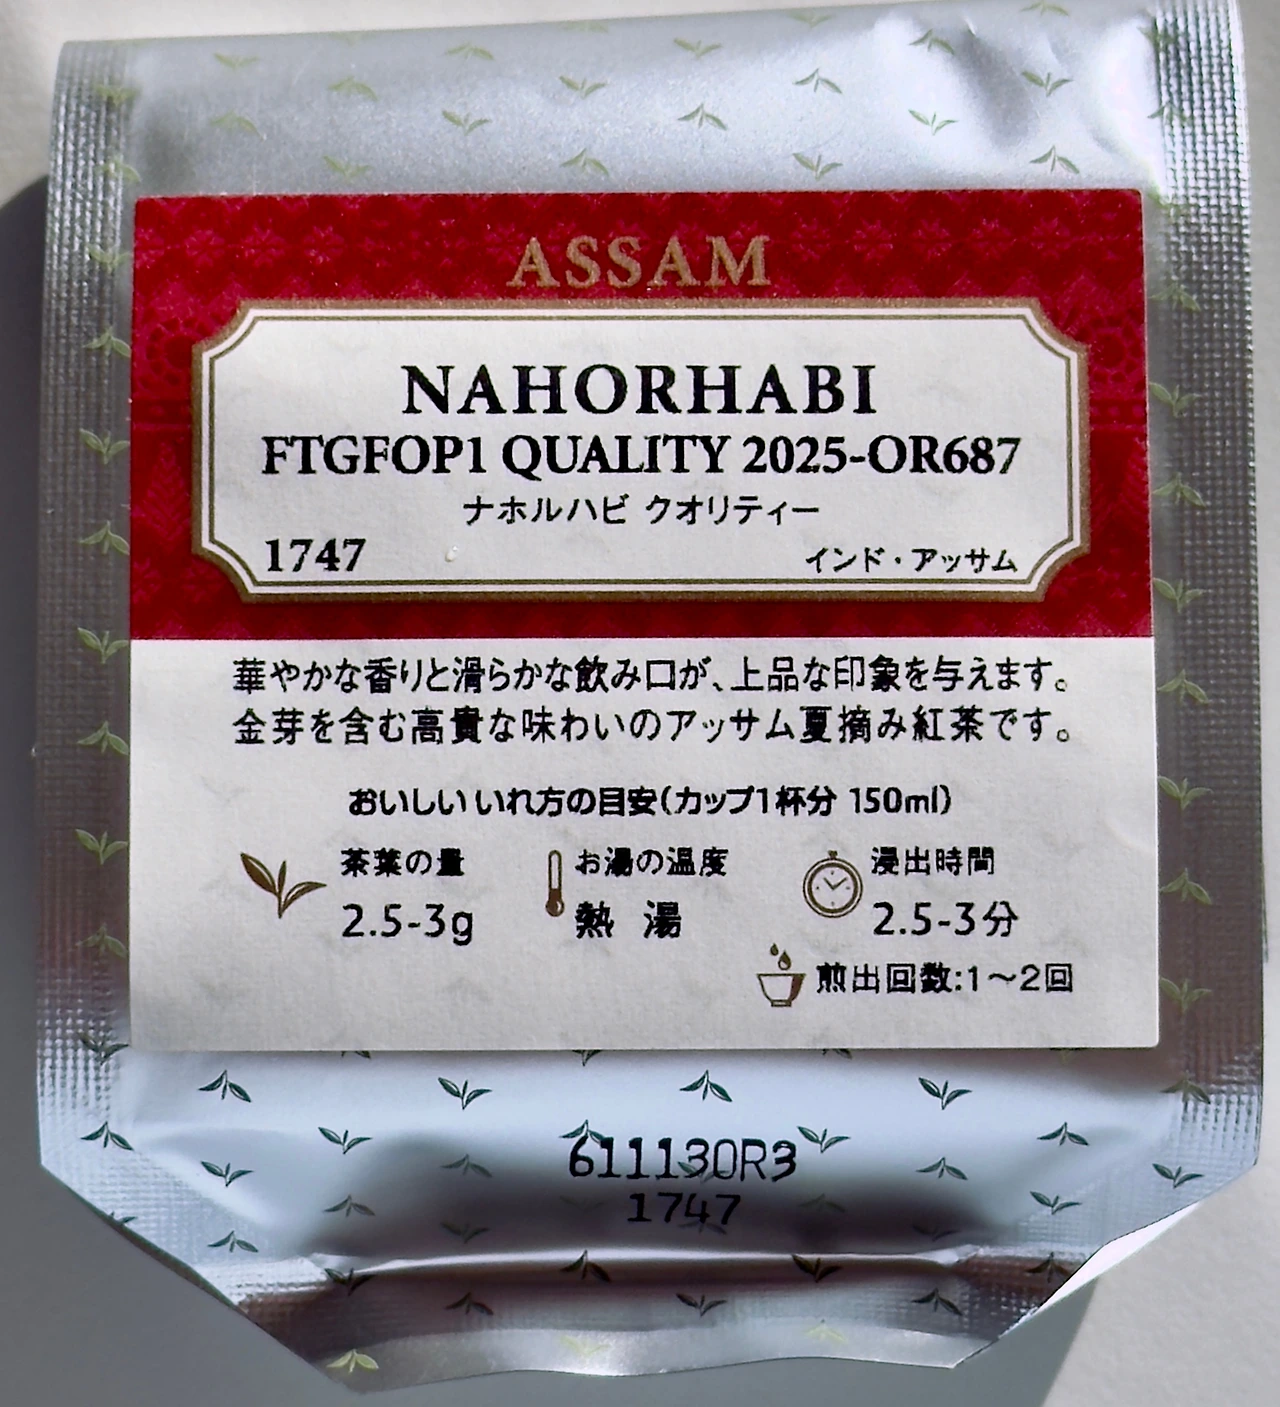 ASSAM
NAHORHABI
FTGFOP1 QUALITY 2025-OR687
ナホルハビ クオリティー
1747 インド・アッサム
華やかな香りと滑らかな飲み口が、上品な印象を与えます。
金芽を含む高貴な味わいのアッサム夏摘み紅茶です。
おいしいいれ方の目安(カップ1杯分 150ml)
茶葉の量 お湯の温度 浸出時間
2.5-3g 熱湯 2.5-3分
煎出回数:1〜2回
611130R3
1747